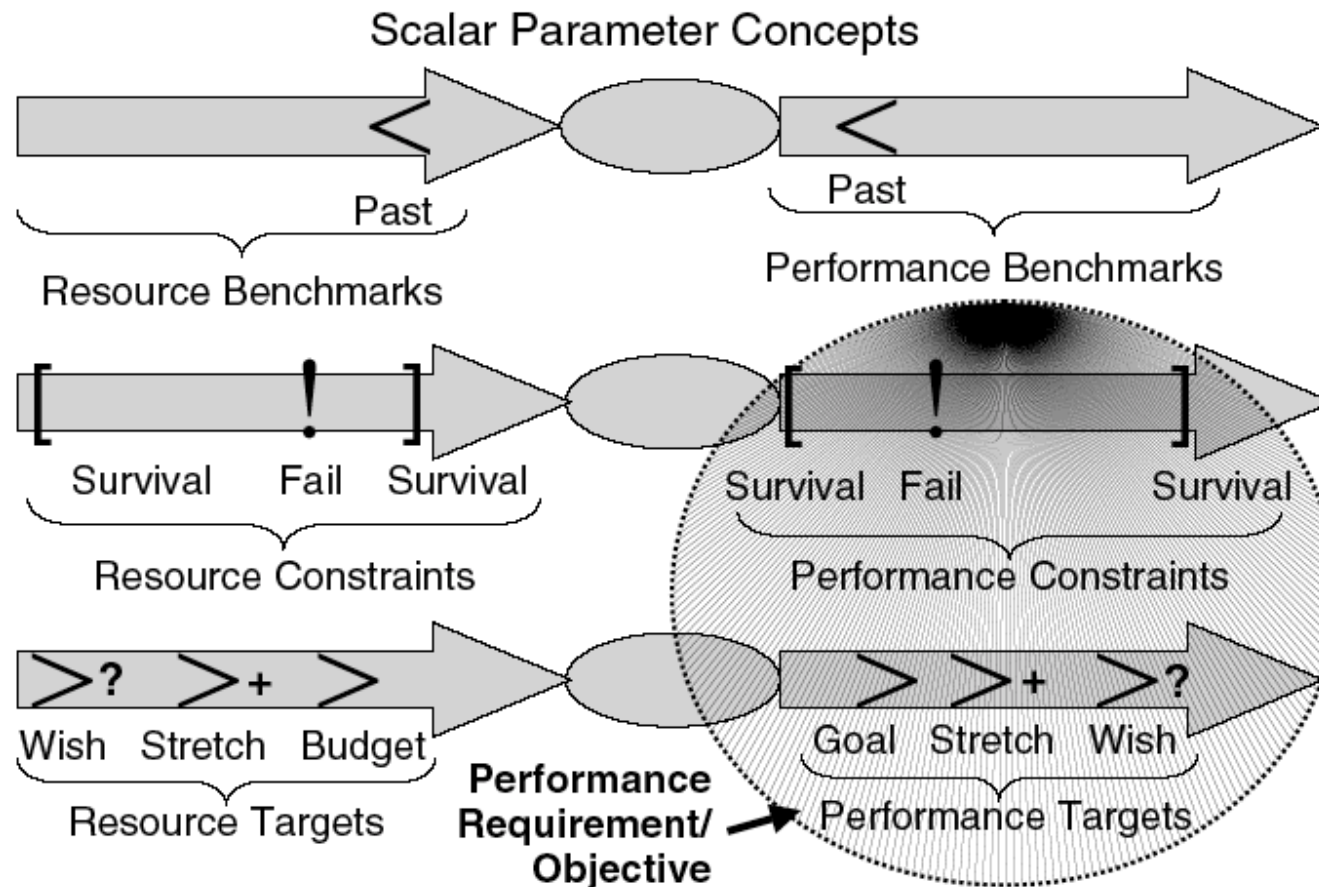 Scalar Parameter Concepts
< <
Past Past
Resource Benchmarks Performance Benchmarks
[ ! ] [ ! ]
Survival Fail Survival Survival Fail Survival
Resource Constraints Performance Constraints
>? >+ > > >+ >?
Wish Stretch Budget Goal Stretch Wish
Resource Targets Performance Targets
Performance
Requirement/
Objective